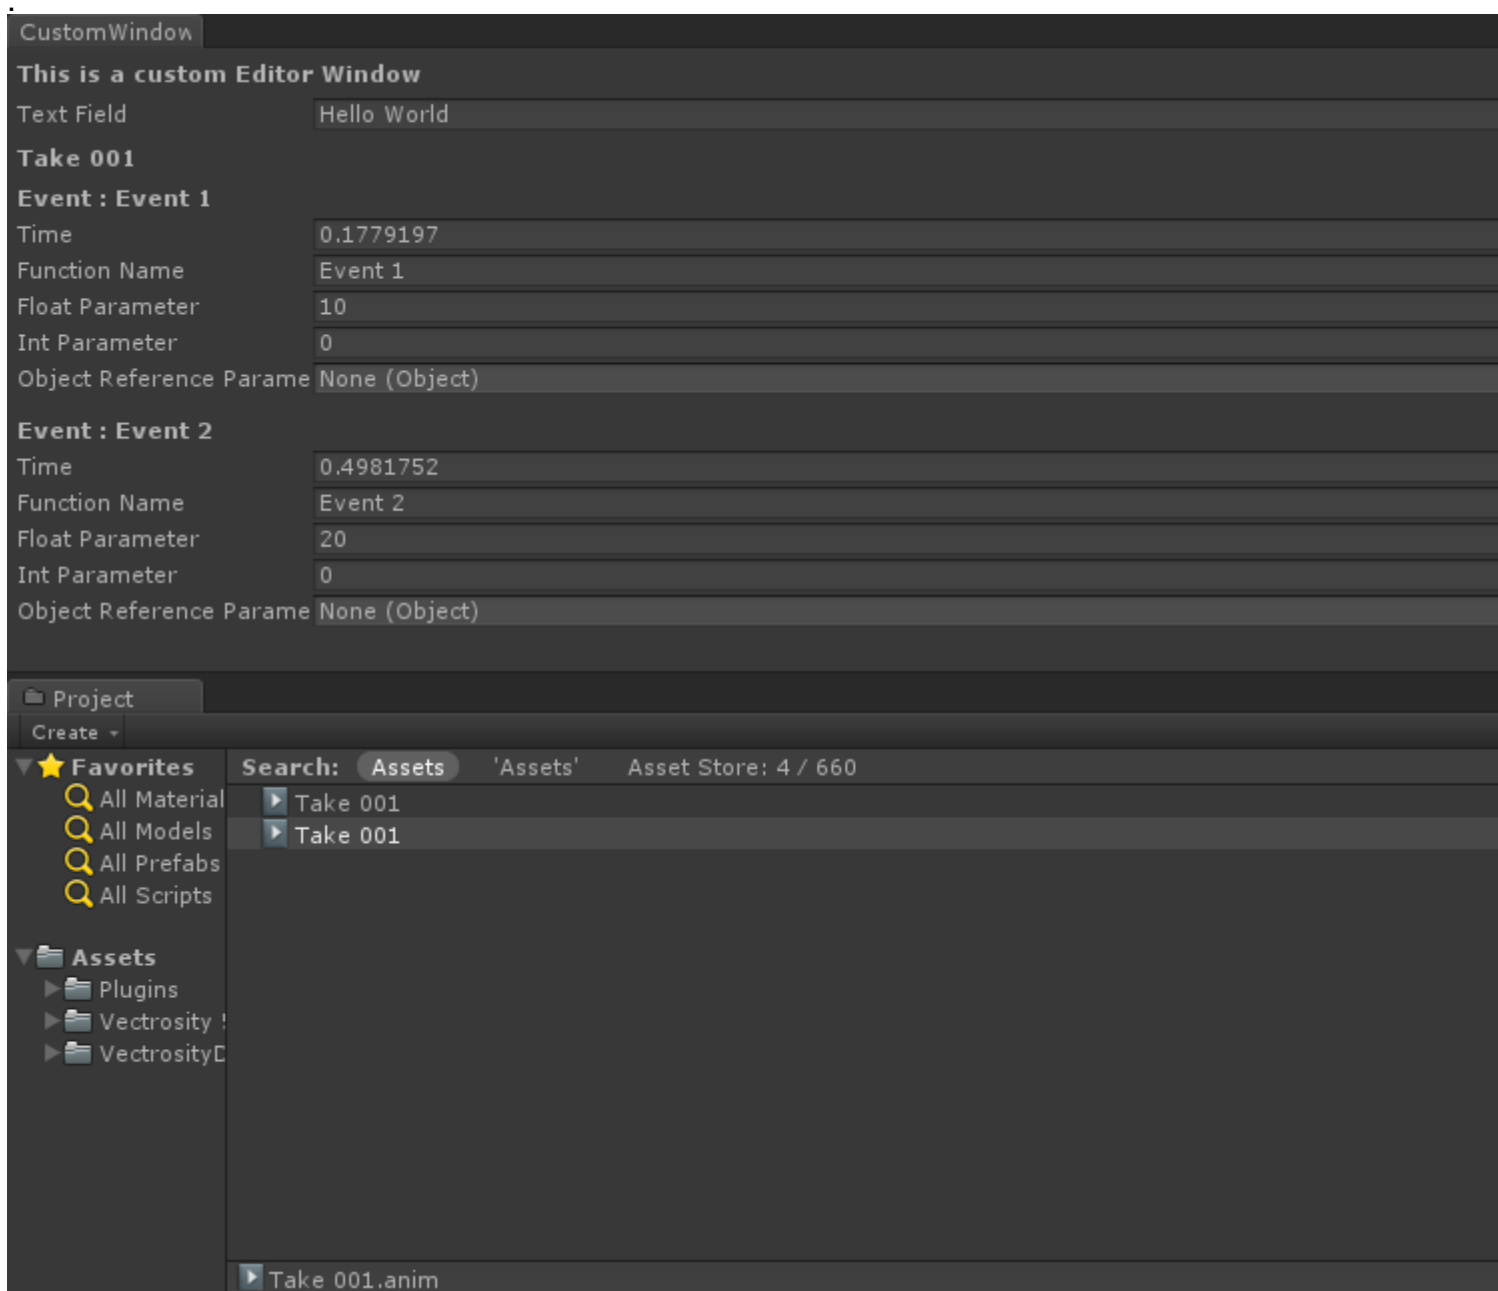 .
CustomWindow
This is a custom Editor Window
Text Field Hello World
Take 001
Event : Event 1
Time 0.1779197
Function Name Event 1
Float Parameter 10
Int Parameter 0
Object Reference Parame None (Object)
Event : Event 2
Time 0.4981752
Function Name Event 2
Float Parameter 20
Int Parameter 0
Object Reference Parame None (Object)
Project
Create
Favorites
All Material
All Models
All Prefabs
All Scripts
Assets
Plugins
Vectrosity
VectrosityD
Search: Assets 'Assets' Asset Store: 4 / 660
Take 001
Take 001
Take 001.anim